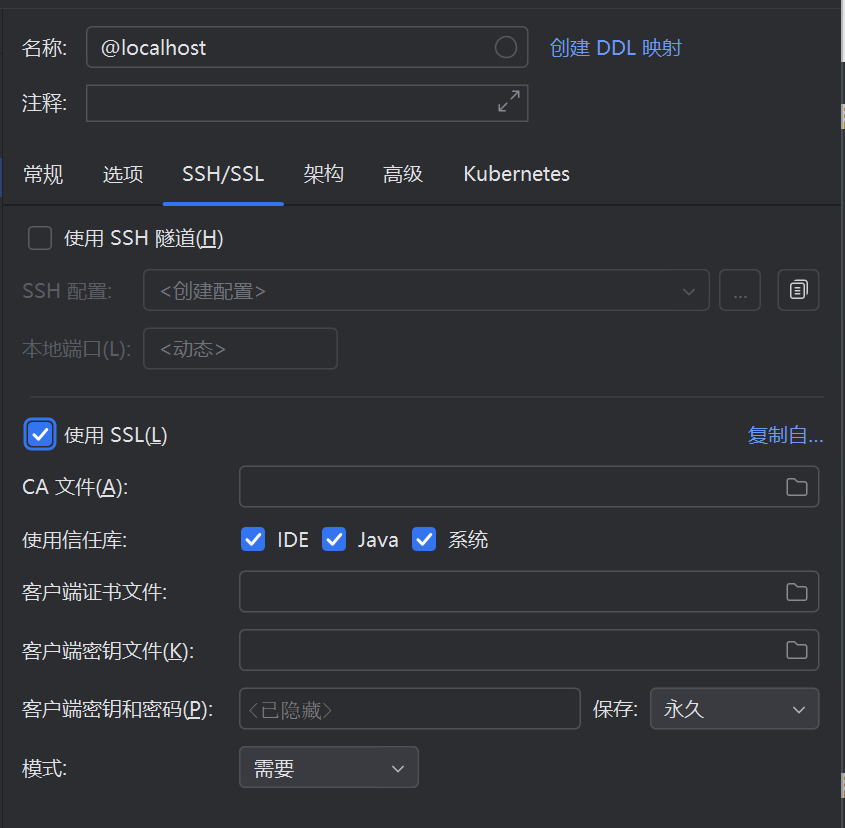 名称: @localhost 创建 DDL 映射
注释:
常规 选项 SSH/SSL 架构 高级 Kubernetes
使用 SSH 隧道(H)
SSH 配置: <创建配置> ...
本地端口(L): <动态>
使用 SSL(L) 复制自...
CA 文件(A):
使用信任库: IDE Java 系统
客户端证书文件:
客户端密钥文件(K):
客户端密钥和密码(P): <已隐藏> 保存: 永久
模式: 需要